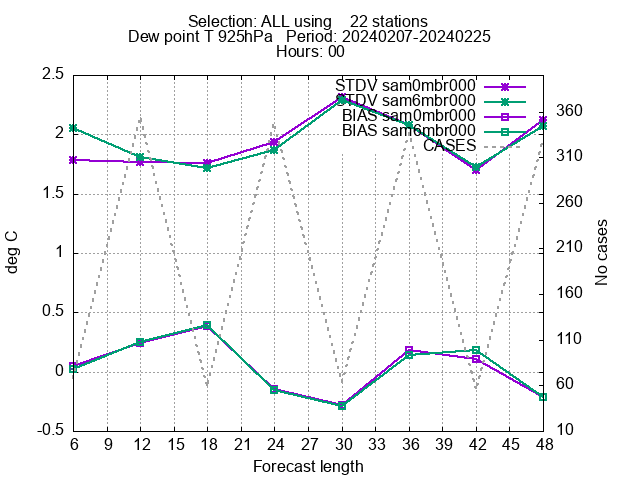 Selection: ALL using    22 stations
Dew point T 925hPa   Period: 20240207-20240225
Hours: 00
STDV sam0mbr000
STDV sam6mbr000
BIAS sam0mbr000
BIAS sam6mbr000
CASES
2.5
2
1.5
1
0.5
0
-0.5
deg C
360
310
260
210
160
110
60
10
No cases
6 9 12 15 18 21 24 27 30 33 36 39 42 45 48
Forecast length